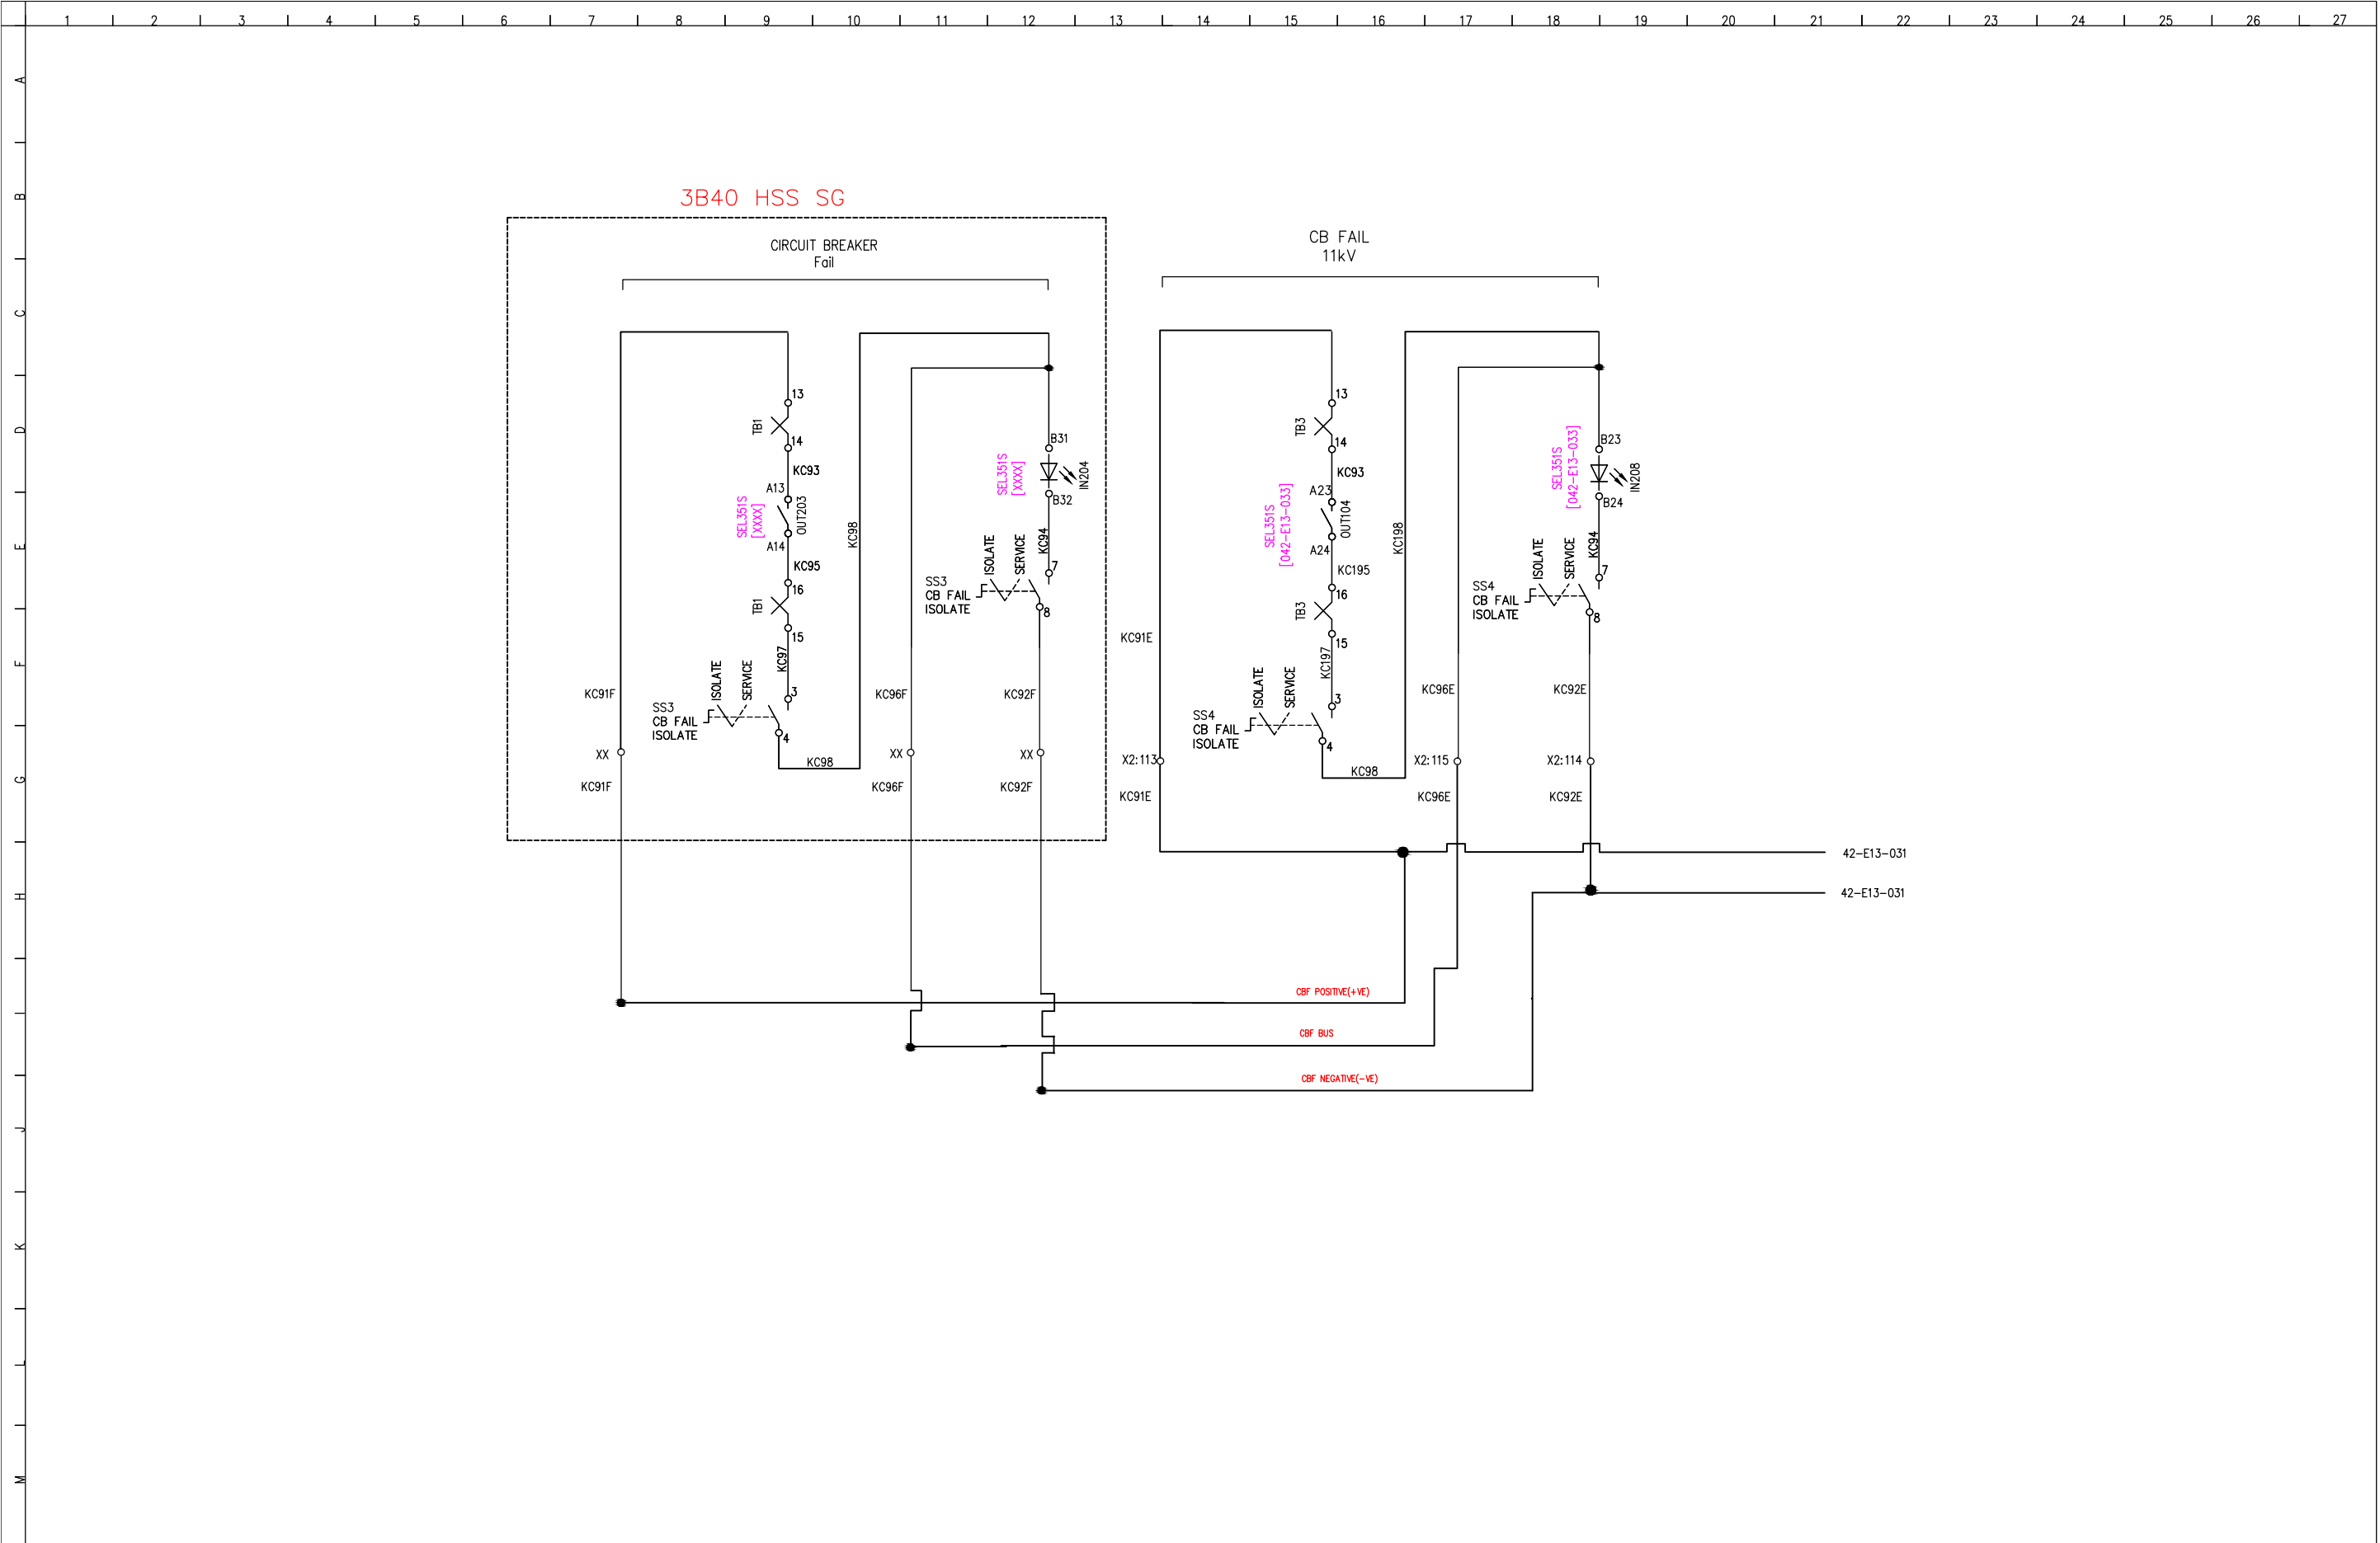 1 2 3 4 5 6 7 8 9 10 11 12 13 14 15 16 17 18 19 20 21 22 23 24 25 26 27
A
B
C
D
E
F
G
H
I
J
K
L
M
3B40 HSS SG
CIRCUIT BREAKER
Fail
13
TB1
14
KC93
A13
SEL351S
[XXXX]
OUT203
A14
KC95
16
TB1
15
KC97
ISOLATE
SERVICE
3
SS3
CB FAIL
ISOLATE
4
KC98
KC98
B31
SEL351S
[XXXX]
IN204
B32
KC94
ISOLATE
SERVICE
7
SS3
CB FAIL
ISOLATE
8
KC91F
KC96F
KC92F
XX
XX
XX
KC91F
KC96F
KC92F
CB FAIL
11kV
13
TB3
14
KC93
A23
SEL351S
[042-E13-033]
OUT104
A24
KC195
16
TB3
15
KC197
ISOLATE
SERVICE
3
SS4
CB FAIL
ISOLATE
4
KC98
KC198
B23
SEL351S
[042-E13-033]
IN208
B24
KC94
ISOLATE
SERVICE
7
SS4
CB FAIL
ISOLATE
8
KC91E
KC96E
KC92E
X2:113
X2:115
X2:114
KC91E
KC96E
KC92E
42-E13-031
42-E13-031
CBF POSITIVE(+VE)
CBF BUS
CBF NEGATIVE(-VE)